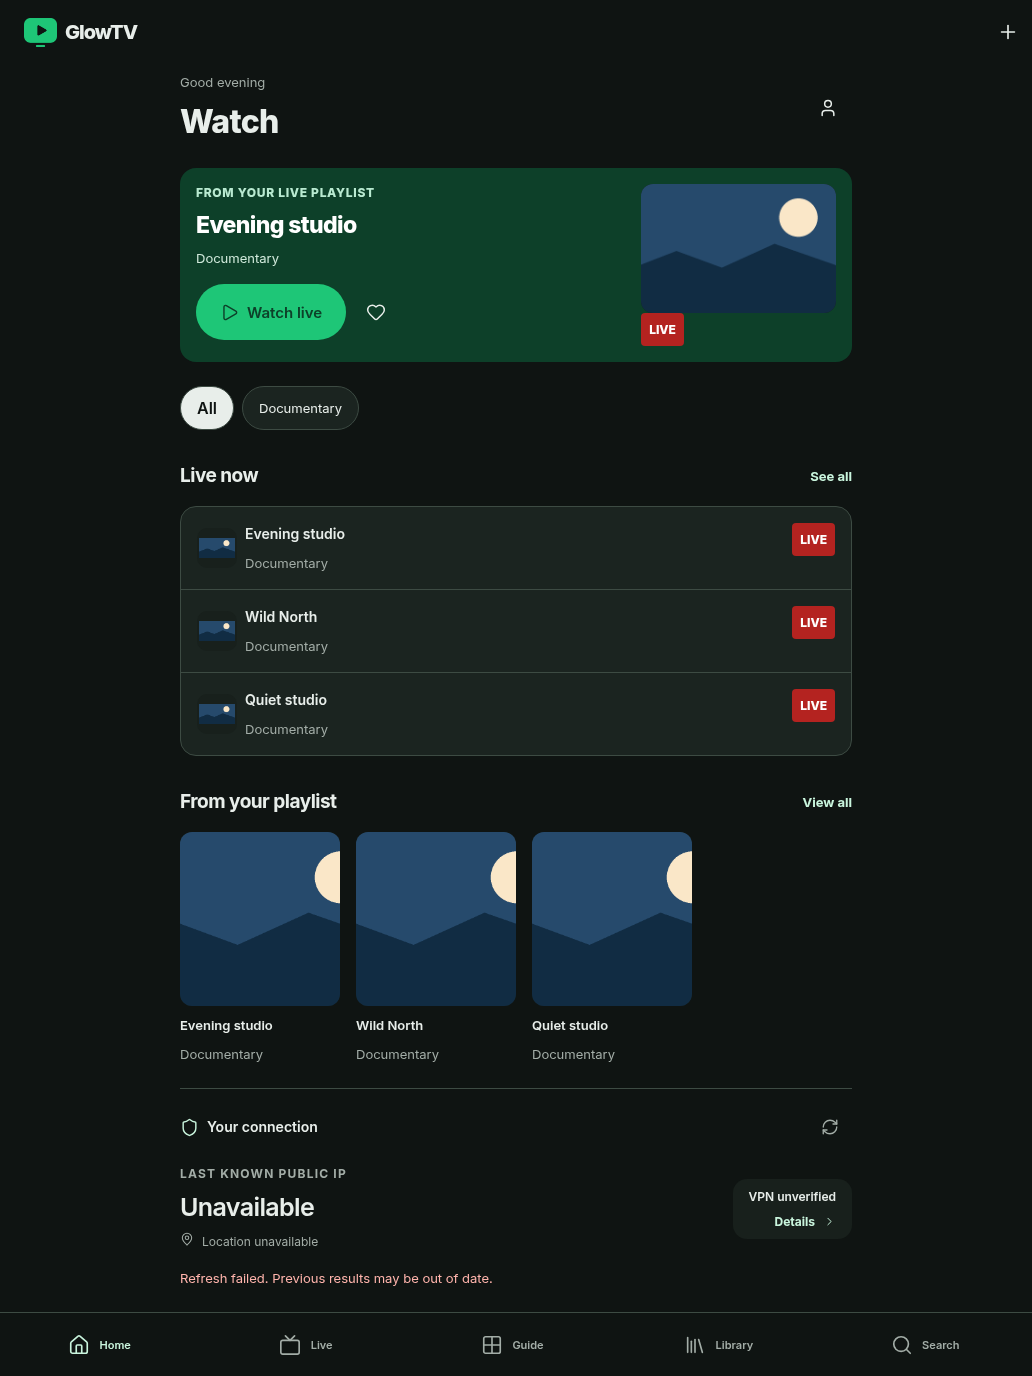 GlowTV
Good evening
Watch
FROM YOUR LIVE PLAYLIST
Evening studio
Documentary
Watch live
LIVE
All
Documentary
Live now
See all
Evening studio
Documentary
LIVE
Wild North
Documentary
LIVE
Quiet studio
Documentary
LIVE
From your playlist
View all
Evening studio
Documentary
Wild North
Documentary
Quiet studio
Documentary
Your connection
LAST KNOWN PUBLIC IP
Unavailable
Location unavailable
VPN unverified
Details
Refresh failed. Previous results may be out of date.
Home
Live
Guide
Library
Search